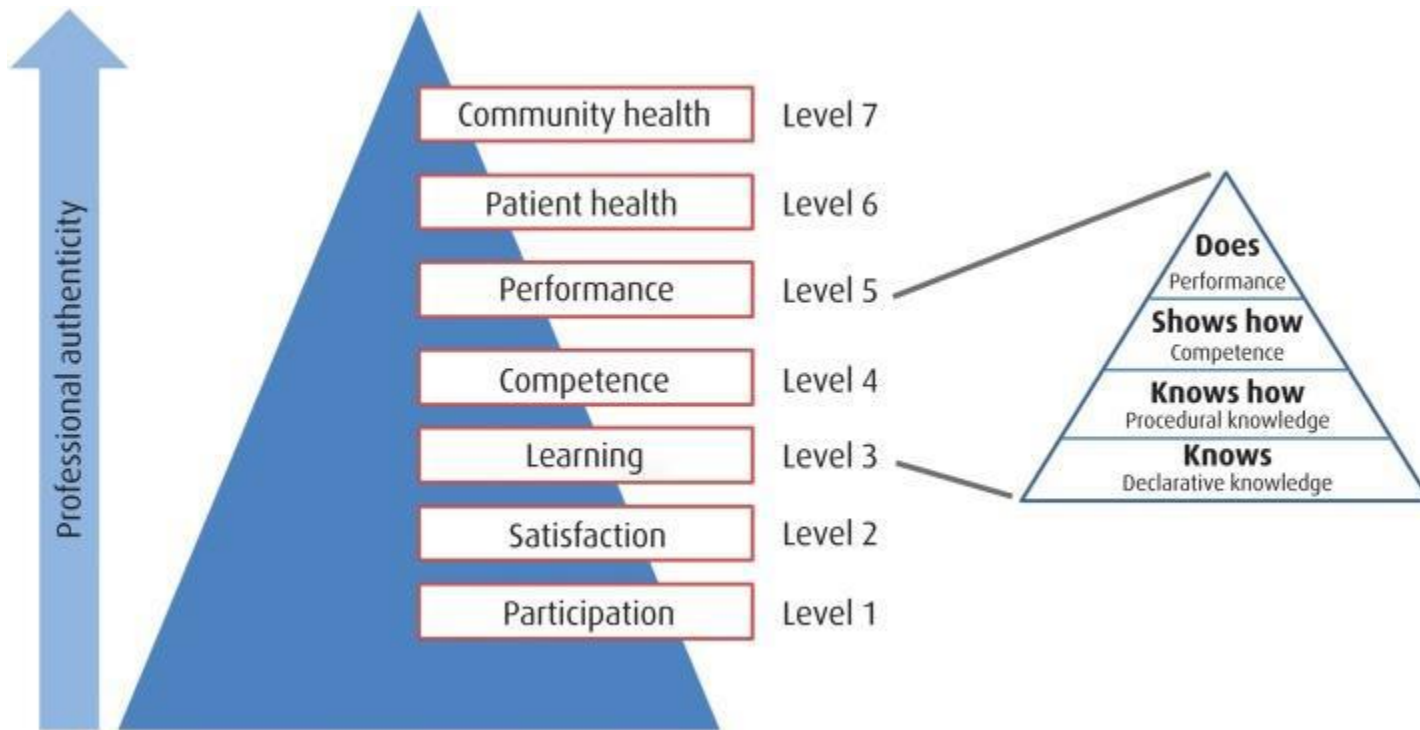 Professional authenticity
Community health Level 7
Patient health Level 6
Performance Level 5
Competence Level 4
Learning Level 3
Satisfaction Level 2
Participation Level 1
Does
Performance
Shows how
Competence
Knows how
Procedural knowledge
Knows
Declarative knowledge